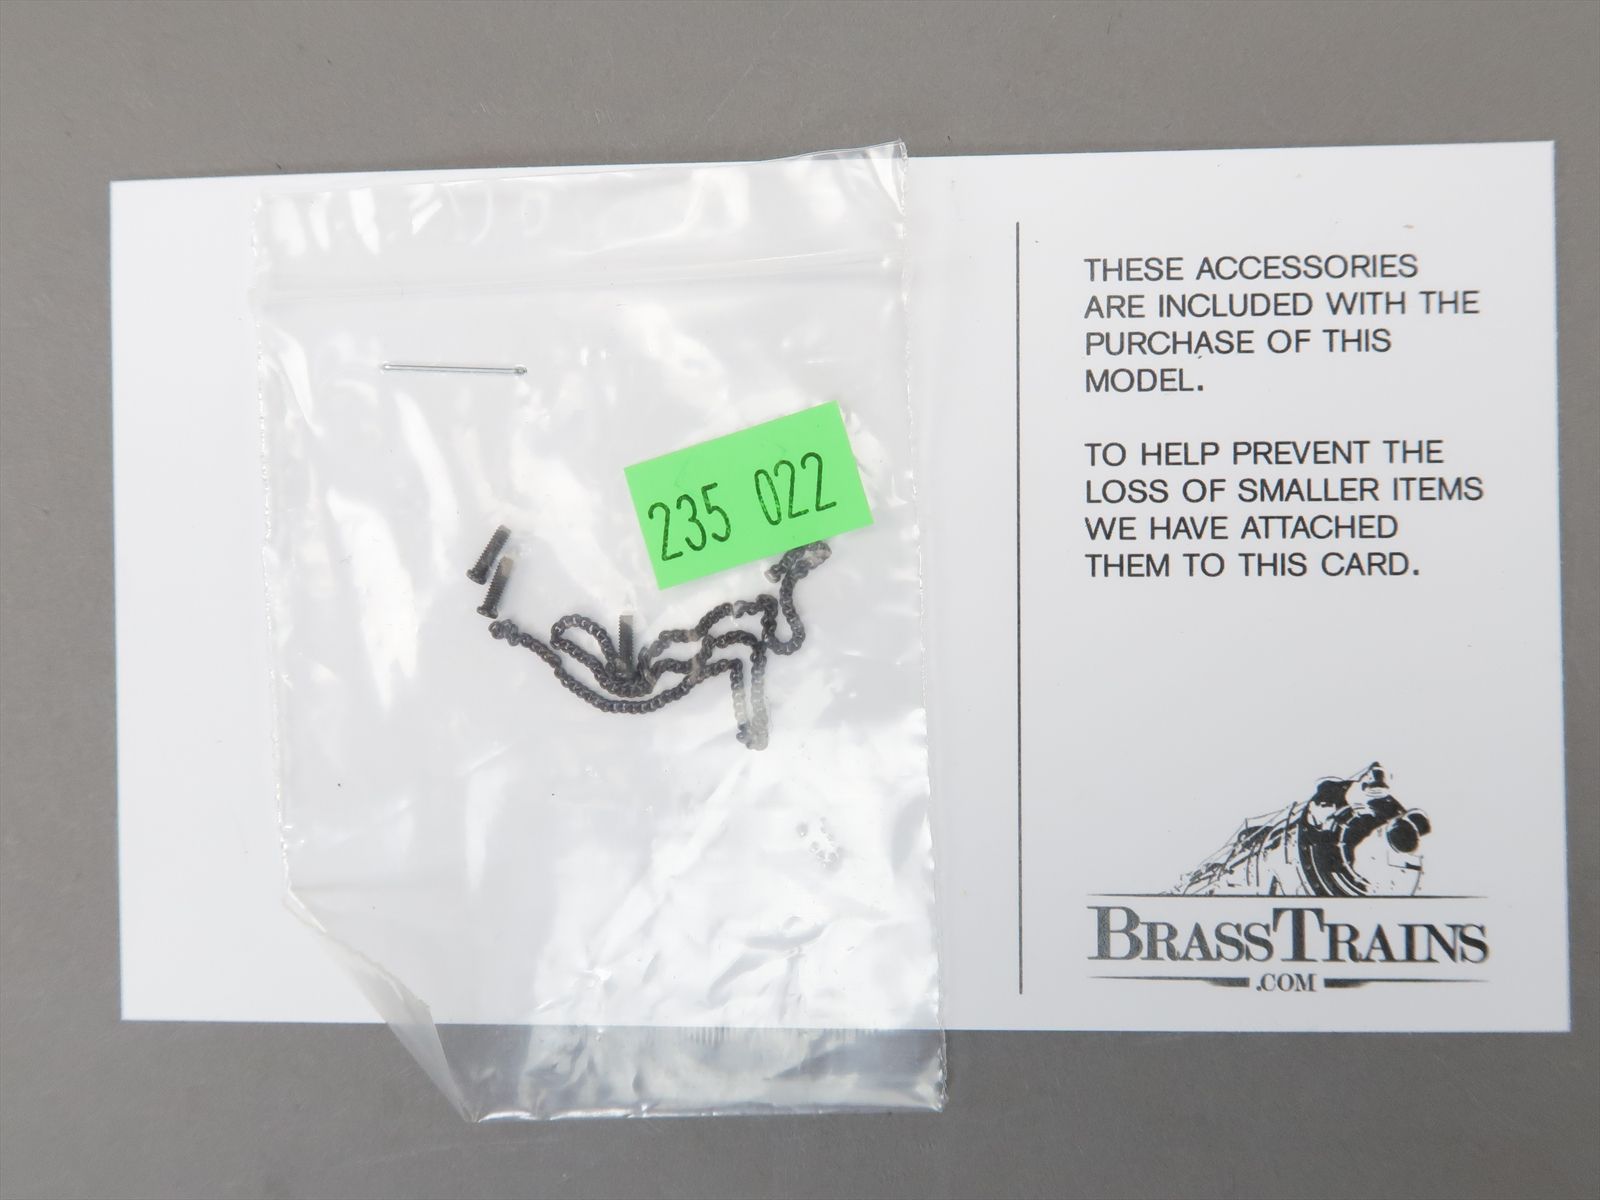 235 022
THESE ACCESSORIES
ARE INCLUDED WITH THE
PURCHASE OF THIS
MODEL.
TO HELP PREVENT THE
LOSS OF SMALLER ITEMS
WE HAVE ATTACHED
THEM TO THIS CARD.
BRASSTRAINS
.COM